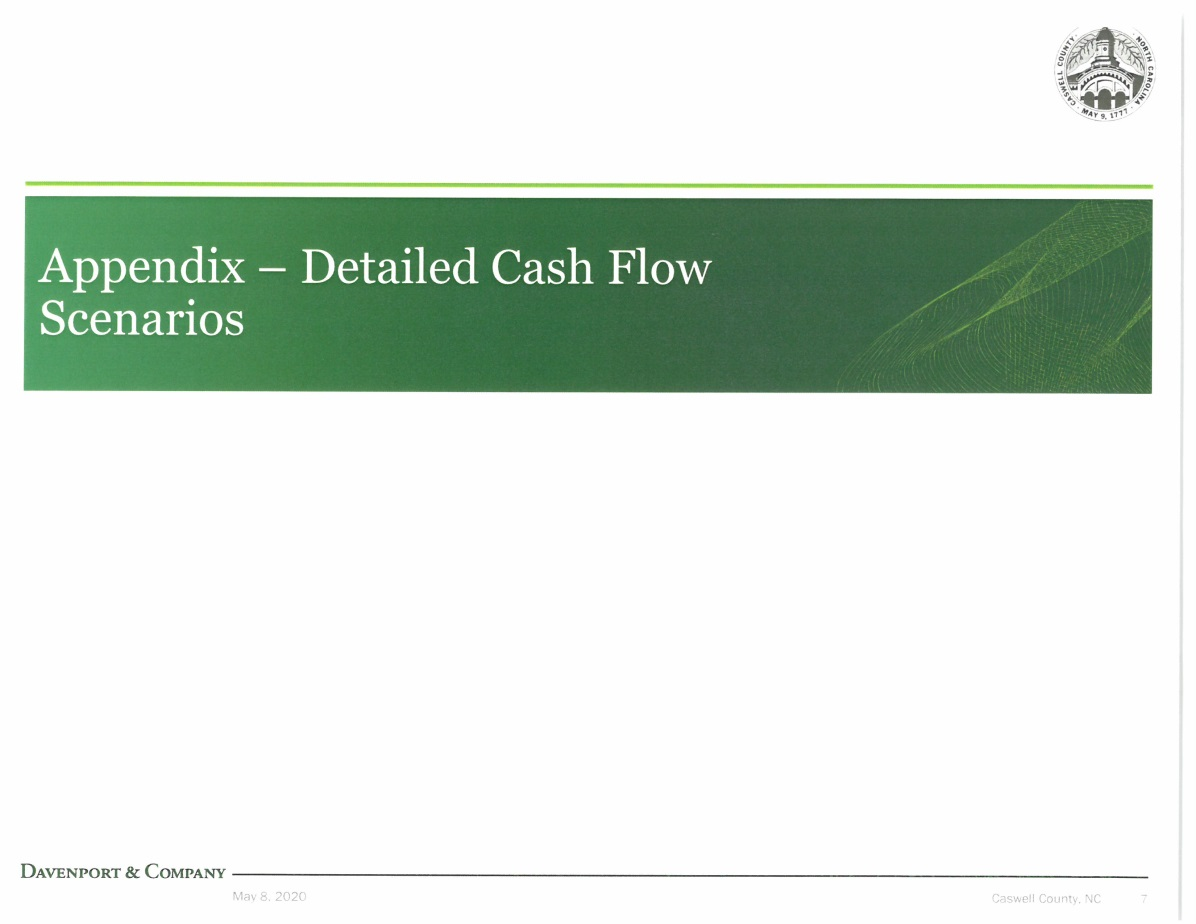 CASWELL COUNTY · NORTH CAROLINA
· MAY 9, 1777 ·
Appendix – Detailed Cash Flow
Scenarios
DAVENPORT & COMPANY
May 8, 2020
Caswell County, NC 7